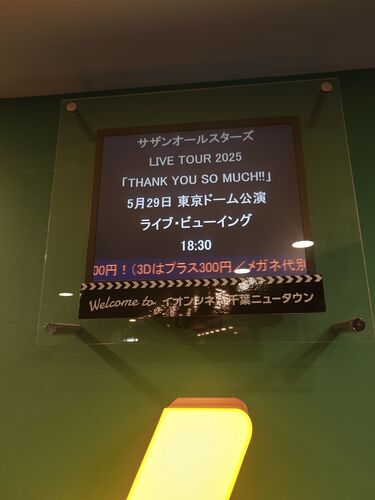 サザンオールスターズ
LIVE TOUR 2025
「THANK YOU SO MUCH!!」
5月29日 東京ドーム公演
ライブ・ビューイング
18:30
00円！（3Dはプラス300円／メガネ代別
Welcome to イオンシネマ千葉ニュータウン